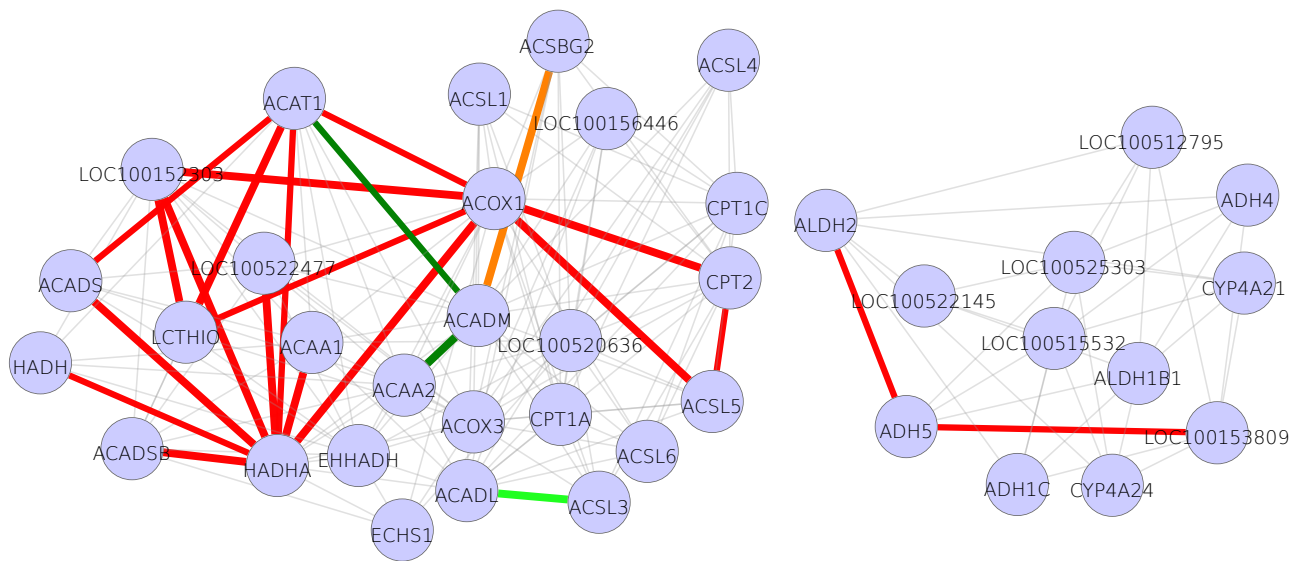 ACSBG2
ACSL4
ACAT1
ACSL1
LOC100156446
LOC100512795
LOC100152303
ACOX1
CPT1C
ALDH2
ADH4
LOC100522477
ACADS
CPT2
LOC100525303
CYP4A21
LOC100522145
LCTHIO
ACAA1
ACADM
LOC100520636
LOC100515532
HADH
ACAA2
ALDH1B1
ACSL5
ACOX3
CPT1A
ADH5
LOC100153809
ACADSB
HADHA
EHHADH
ACSL6
ACADL
ACSL3
ADH1C
CYP4A24
ECHS1